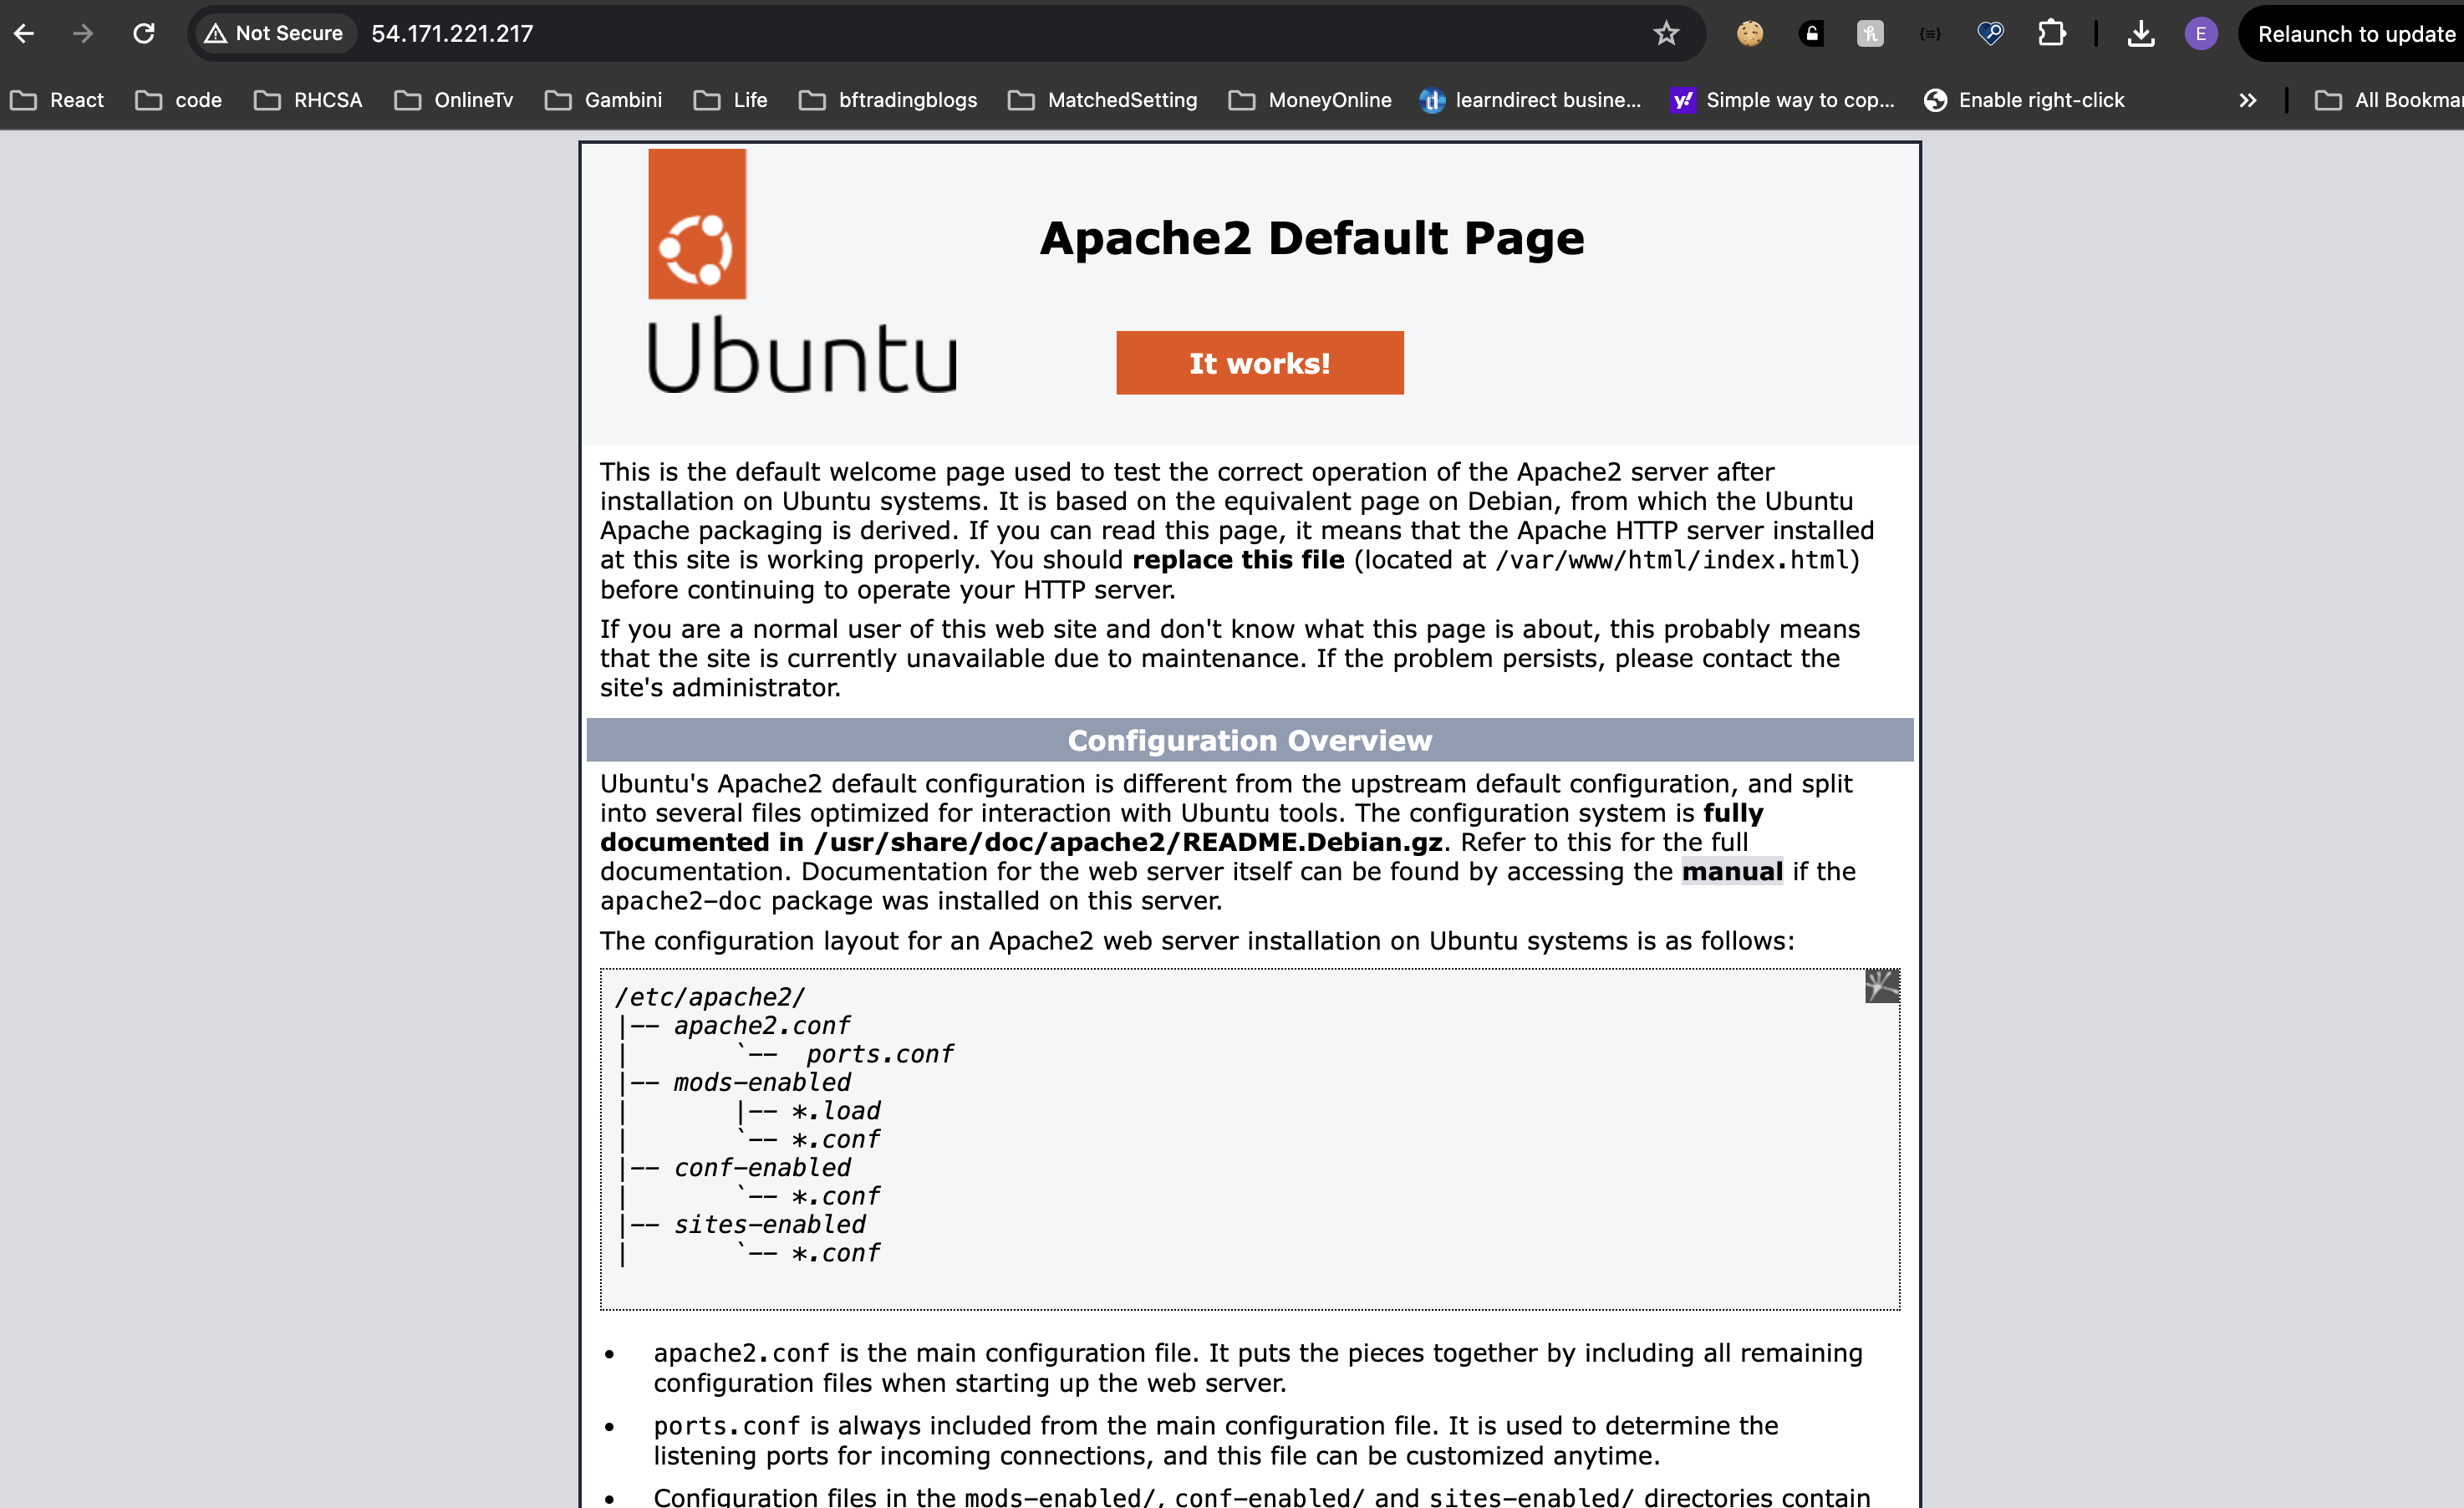 Not Secure 54.171.221.217 E Relaunch to update
React code RHCSA OnlineTv Gambini Life bftradingblogs MatchedSetting MoneyOnline learndirect busine... Simple way to cop... Enable right-click » All Bookmar
Apache2 Default Page
Ubuntu
It works!
This is the default welcome page used to test the correct operation of the Apache2 server after
installation on Ubuntu systems. It is based on the equivalent page on Debian, from which the Ubuntu
Apache packaging is derived. If you can read this page, it means that the Apache HTTP server installed
at this site is working properly. You should replace this file (located at /var/www/html/index.html)
before continuing to operate your HTTP server.
If you are a normal user of this web site and don't know what this page is about, this probably means
that the site is currently unavailable due to maintenance. If the problem persists, please contact the
site's administrator.
Configuration Overview
Ubuntu's Apache2 default configuration is different from the upstream default configuration, and split
into several files optimized for interaction with Ubuntu tools. The configuration system is fully
documented in /usr/share/doc/apache2/README.Debian.gz. Refer to this for the full
documentation. Documentation for the web server itself can be found by accessing the manual if the
apache2-doc package was installed on this server.
The configuration layout for an Apache2 web server installation on Ubuntu systems is as follows:
/etc/apache2/
|-- apache2.conf
|       `--  ports.conf
|-- mods-enabled
|       |-- *.load
|       `-- *.conf
|-- conf-enabled
|       `-- *.conf
|-- sites-enabled
|       `-- *.conf
• apache2.conf is the main configuration file. It puts the pieces together by including all remaining
configuration files when starting up the web server.
• ports.conf is always included from the main configuration file. It is used to determine the
listening ports for incoming connections, and this file can be customized anytime.
• Configuration files in the mods-enabled/, conf-enabled/ and sites-enabled/ directories contain